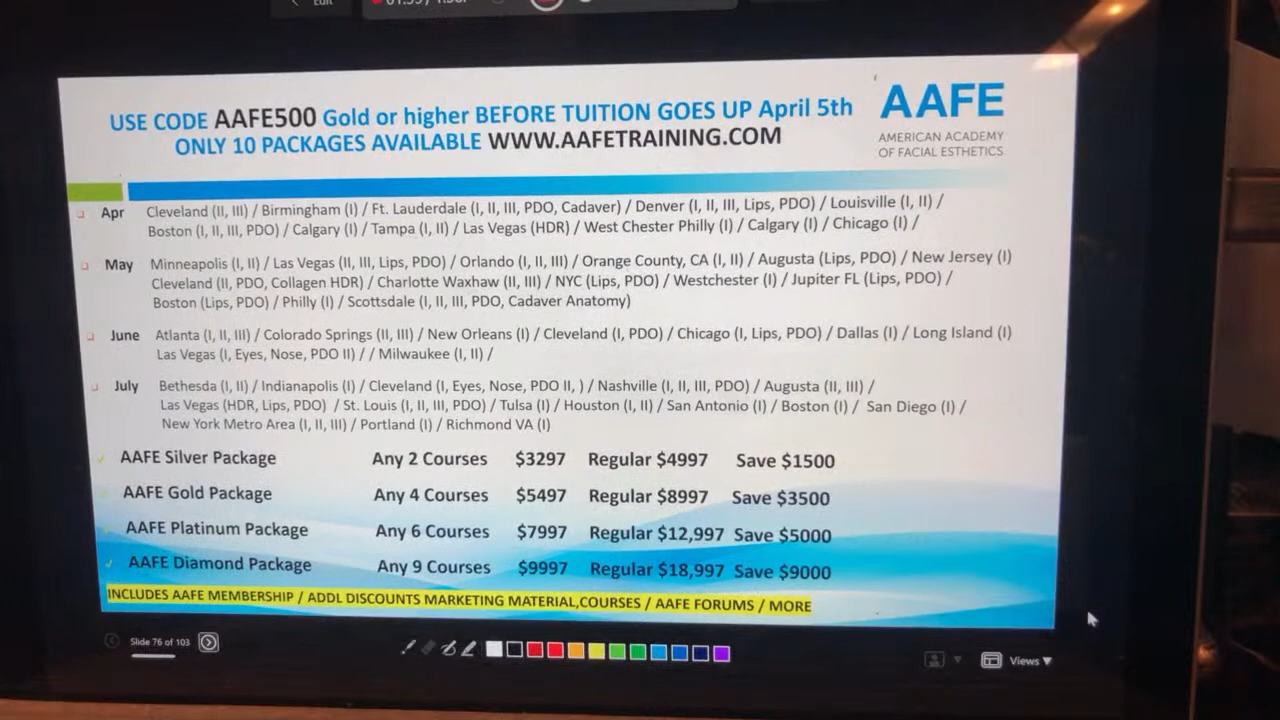 Edit
USE CODE AAFE500 Gold or higher BEFORE TUITION GOES UP April 5th
ONLY 10 PACKAGES AVAILABLE WWW.AAFETRAINING.COM
AAFE
AMERICAN ACADEMY
OF FACIAL ESTHETICS
Apr Cleveland (II, III) / Birmingham (I) / Ft. Lauderdale (I, II, III, PDO, Cadaver) / Denver (I, II, III, Lips, PDO) / Louisville (I, II) /
Boston (I, II, III, PDO) / Calgary (I) / Tampa (I, II) / Las Vegas (HDR) / West Chester Philly (I) / Calgary (I) / Chicago (I) /
May Minneapolis (I, II) / Las Vegas (II, III, Lips, PDO) / Orlando (I, II, III) / Orange County, CA (I, II) / Augusta (Lips, PDO) / New Jersey (I)
Cleveland (II, PDO, Collagen HDR) / Charlotte Waxhaw (II, III) / NYC (Lips, PDO) / Westchester (I) / Jupiter FL (Lips, PDO) /
Boston (Lips, PDO) / Philly (I) / Scottsdale (I, II, III, PDO, Cadaver Anatomy)
June Atlanta (I, II, III) / Colorado Springs (II, III) / New Orleans (I) / Cleveland (I, PDO) / Chicago (I, Lips, PDO) / Dallas (I) / Long Island (I)
Las Vegas (I, Eyes, Nose, PDO II) / / Milwaukee (I, II) /
July Bethesda (I, II) / Indianapolis (I) / Cleveland (I, Eyes, Nose, PDO II, ) / Nashville (I, II, III, PDO) / Augusta (II, III) /
Las Vegas (HDR, Lips, PDO) / St. Louis (I, II, III, PDO) / Tulsa (I) / Houston (I, II) / San Antonio (I) / Boston (I) / San Diego (I) /
New York Metro Area (I, II, III) / Portland (I) / Richmond VA (I)
AAFE Silver Package Any 2 Courses $3297 Regular $4997 Save $1500
AAFE Gold Package Any 4 Courses $5497 Regular $8997 Save $3500
AAFE Platinum Package Any 6 Courses $7997 Regular $12,997 Save $5000
AAFE Diamond Package Any 9 Courses $9997 Regular $18,997 Save $9000
INCLUDES AAFE MEMBERSHIP / ADDL DISCOUNTS MARKETING MATERIAL,COURSES / AAFE FORUMS / MORE
Slide 76 of 103
Views